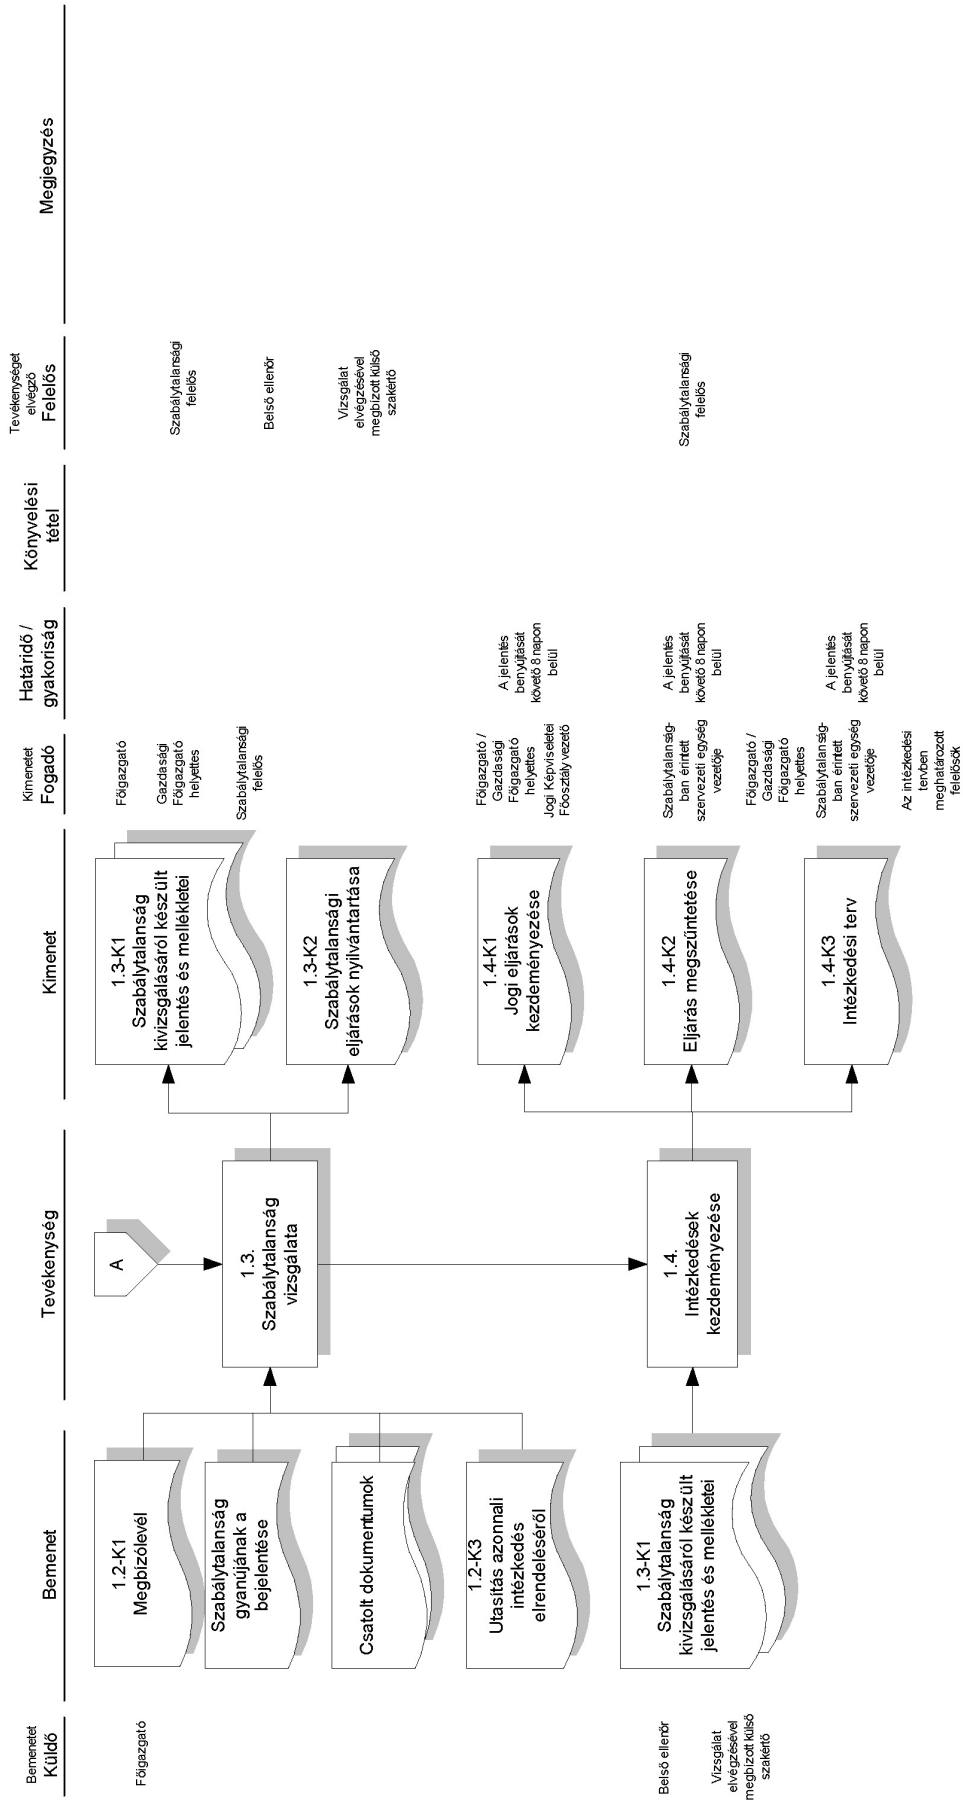 Bemenetet
Küldő
Bemenet
Tevékenység
Kimenet
Kimenetet
Fogadó
Határidő /
gyakoriság
Könyvelési
tétel
Tevékenységet
elvégző
Felelős
Megjegyzés
Főigazgató
1.2-K1
Megbízólevél
Szabálytalanság
gyanújának a
bejelentése
Csatolt dokumentumok
1.2-K3
Utasítás azonnali
intézkedés
elrendeléséről
A
1.3.
Szabálytalanság
vizsgálata
1.3-K1
Szabálytalanság
kivizsgálásáról készült
jelentés és mellékletei
1.3-K2
Szabálytalansági
eljárások nyilvántartása
Főigazgató
Gazdasági
Főigazgató
helyettes
Szabálytalansági
felelős
Szabálytalansági
felelős
Belső ellenőr
Vizsgálat
elvégzésével
megbízott külső
szakértő
Belső ellenőr
Vizsgálat
elvégzésével
megbízott külső
szakértő
1.3-K1
Szabálytalanság
kivizsgálásáról készült
jelentés és mellékletei
1.4.
Intézkedések
kezdeményezése
1.4-K1
Jogi eljárások
kezdeményezése
1.4-K2
Eljárás megszűntetése
1.4-K3
Intézkedési terv
Főigazgató /
Gazdasági
Főigazgató
helyettes
Jogi Képviseletei
Főosztály vezető
Szabálytalanság-
ban érintett
szervezeti egység
vezetője
Főigazgató /
Gazdasági
Főigazgató
helyettes
Szabálytalanság-
ban érintett
szervezeti egység
vezetője
Az intézkedési
tervben
meghatározott
felelősök
A jelentés
benyújtását
követő 8 napon
belül
A jelentés
benyújtását
követő 8 napon
belül
A jelentés
benyújtását
követő 8 napon
belül
Szabálytalansági
felelős